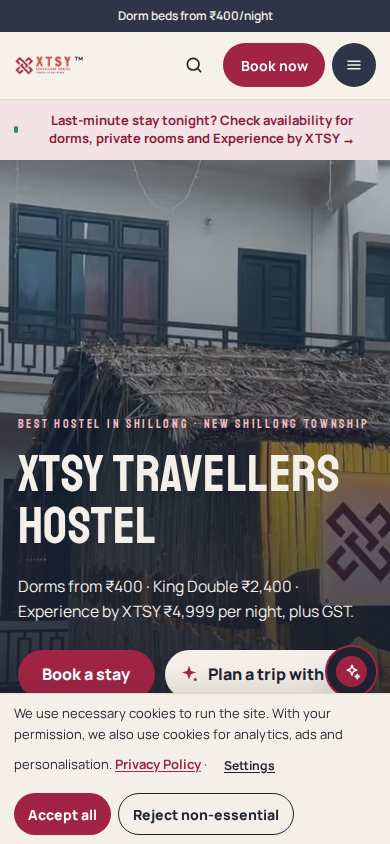 Dorm beds from ₹400/night
XTSY ™
Book now
Last-minute stay tonight? Check availability for
dorms, private rooms and Experience by XTSY →
BEST HOSTEL IN SHILLONG · NEW SHILLONG TOWNSHIP
XTSY TRAVELLERS
HOSTEL
Dorms from ₹400 · King Double ₹2,400 ·
Experience by XTSY ₹4,999 per night, plus GST.
Book a stay
Plan a trip with
We use necessary cookies to run the site. With your
permission, we also use cookies for analytics, ads and
personalisation. Privacy Policy · Settings
Accept all
Reject non-essential